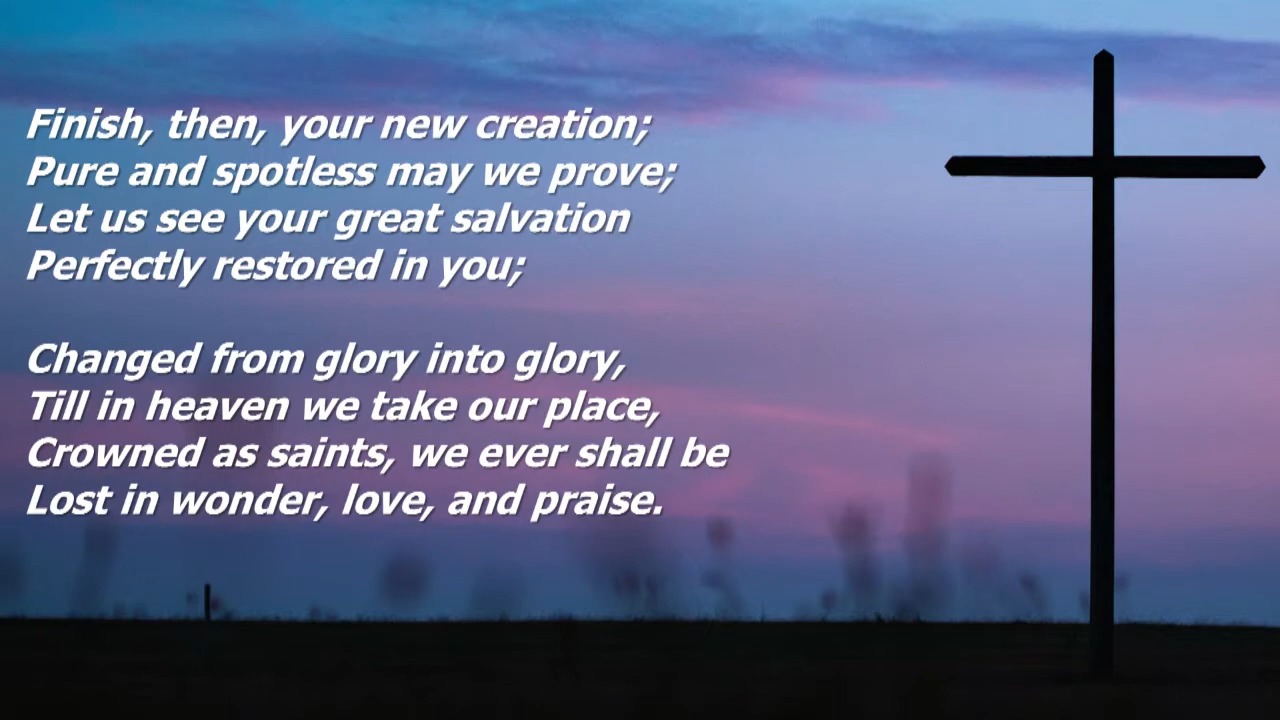 Finish, then, your new creation;
Pure and spotless may we prove;
Let us see your great salvation
Perfectly restored in you;
Changed from glory into glory,
Till in heaven we take our place,
Crowned as saints, we ever shall be
Lost in wonder, love, and praise.